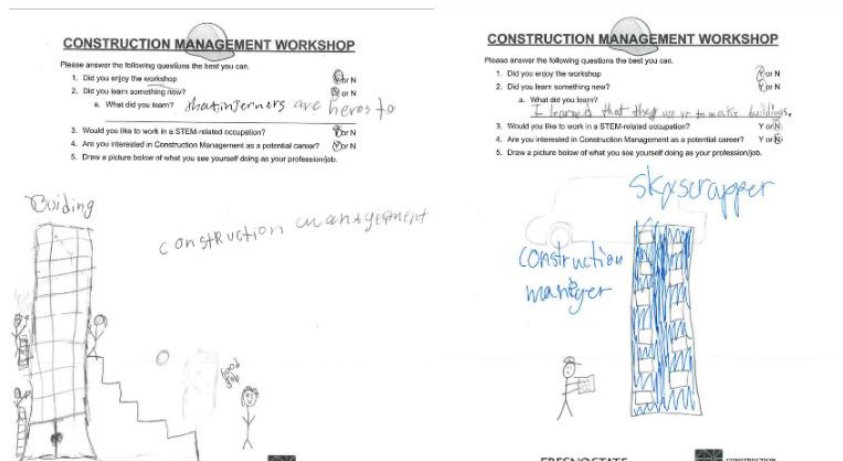 CONSTRUCTION MANAGEMENT WORKSHOP
Please answer the following questions the best you can.
1. Did you enjoy the workshop Y or N
2. Did you learn something new? Y or N
a. What did you learn? that injerners are heros to
3. Would you like to work in a STEM-related occupation? Y or N
4. Are you interested in Construction Management as a potential career? Y or N
5. Draw a picture below of what you see yourself doing as your profession/job.
Buiding
construction management
good
job
CONSTRUCTION MANAGEMENT WORKSHOP
Please answer the following questions the best you can.
1. Did you enjoy the workshop Y or N
2. Did you learn something new? Y or N
a. What did you learn?
I learned that they use vr to make buildings.
3. Would you like to work in a STEM-related occupation? Y or N
4. Are you interested in Construction Management as a potential career? Y or N
5. Draw a picture below of what you see yourself doing as your profession/job.
skyscrapper
construction
manager
FRESNO STATE
CONSTRUCTION